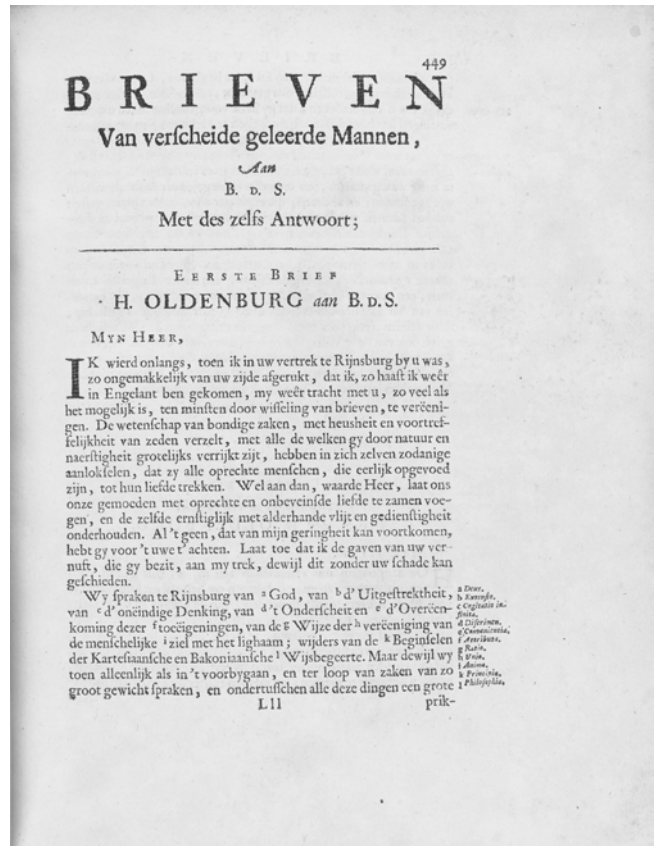 449
BRIEVEN
Van verſcheide geleerde Mannen,
Aan
B. D. S.
Met des zelfs Antwoort;
EERSTE BRIEF
H. OLDENBURG aan B. D. S.
MYN HEER,
IK wierd onlangs, toen ik in uw vertrek te Rijnsburg by u was,
zo ongemakkelijk van uw zijde afgerukt, dat ik, zo haaſt ik weêr
in Engelant ben gekomen, my weêr tracht met u, zo veel als
het mogelijk is, ten minſten door wiſſeling van brieven, te verëeni-
gen. De wetenſchap van bondige zaken, met heusheit en voortref-
felijkheit van zeden verzelt, met alle de welken gy door natuur en
naerſtigheit grotelijks verrijkt zijt, hebben in zich zelven zodanige
aanlokſelen, dat zy alle oprechte menſchen, die eerlijk opgevoed
zijn, tot hun liefde trekken. Wel aan dan, waarde Heer, laat ons
onze gemoeden met oprechte en onbeveinſde liefde te zamen voe-
gen, en de zelfde ernſtiglijk met alderhande vlijt en gedienſtigheit
onderhouden. Al 't geen, dat van mijn geringheit kan voortkomen,
hebt gy voor 't uwe t' achten. Laat toe dat ik de gaven van uw ver-
nuft, die gy bezit, aan my trek, dewijl dit zonder uw ſchade kan
geſchieden.
Wy ſpraken te Rijnsburg van a God, van b d' Uitgeſtrektheit,
van c d' onëindige Denking, van d 't Onderſcheit en e d' Overëen-
koming dezer f toeëigeningen, van de g Wijze der h verëeniging van
de menſchelijke i ziel met het lighaam; wijders van de k Beginſelen
der Karteſiaanſche en Bakoniaanſche l Wijsbegeerte. Maar dewijl wy
toen alleenlijk als in 't voorbygaan, en ter loop van zaken van zo
groot gewicht ſpraken, en ondertuſſchen alle deze dingen een grote
a Deus.
b Extenſio.
c Cogitatio in-
finita.
d Diſcrimen.
e Convenientia.
f Attributa.
g Ratio.
h Unio.
i Anima.
k Principia.
l Philoſophia.
Lll
prik-